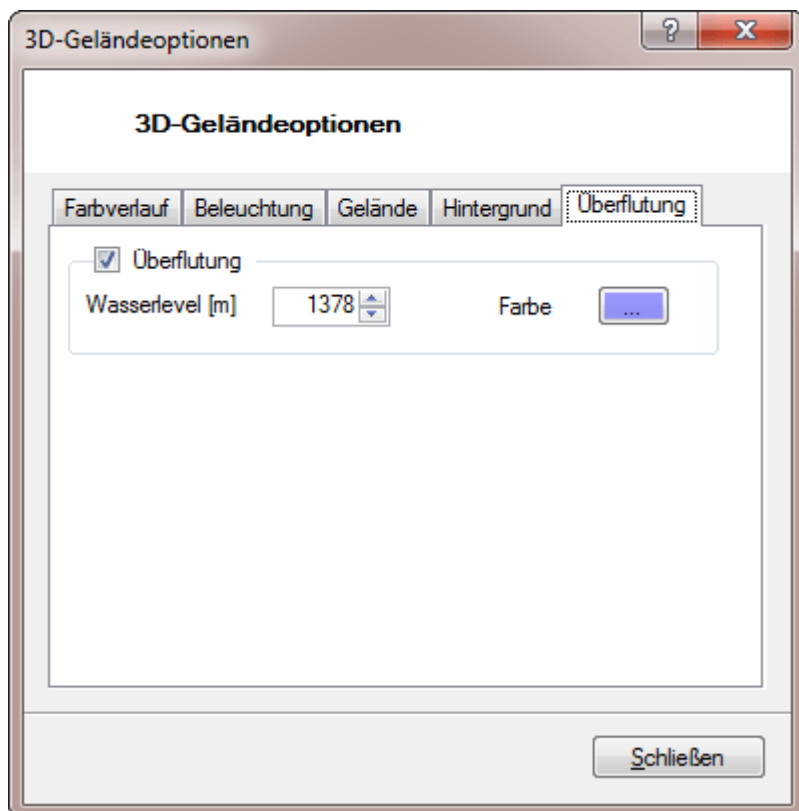 3D-Geländeoptionen
3D-Geländeoptionen
Farbverlauf Beleuchtung Gelände Hintergrund Überflutung
Überflutung
Wasserlevel [m] 1378 Farbe ...
Schließen